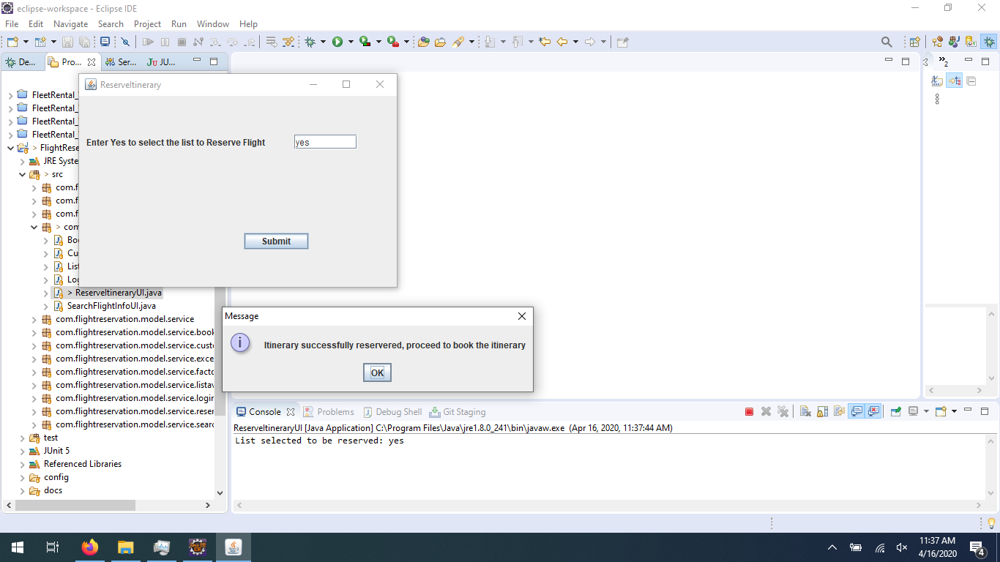 eclipse-workspace - Eclipse IDE
File Edit Navigate Search Project Run Window Help
De... Pro... Ser... JU...
2
ReserveItinerary
Enter Yes to select the list to Reserve Flight yes
Submit
FleetRental_
FleetRental_
FleetRental_
FleetRental_
> FlightRese
JRE Syste
> src
com.f
com.f
com.f
> com
Boo
Cu
List
Log
> ReserveItineraryUI.java
SearchFlightInfoUI.java
com.flightreservation.model.service
com.flightreservation.model.service.book
com.flightreservation.model.service.custo
com.flightreservation.model.service.exce
com.flightreservation.model.service.facto
com.flightreservation.model.service.listav
com.flightreservation.model.service.login
com.flightreservation.model.service.reser
com.flightreservation.model.service.searc
test
JUnit 5
Referenced Libraries
config
docs
Message
Itinerary successfully reservered, proceed to book the itinerary
OK
Console Problems Debug Shell Git Staging
ReserveItineraryUI [Java Application] C:\Program Files\Java\jre1.8.0_241\bin\javaw.exe (Apr 16, 2020, 11:37:44 AM)
List selected to be reserved: yes
11:37 AM
4/16/2020
4